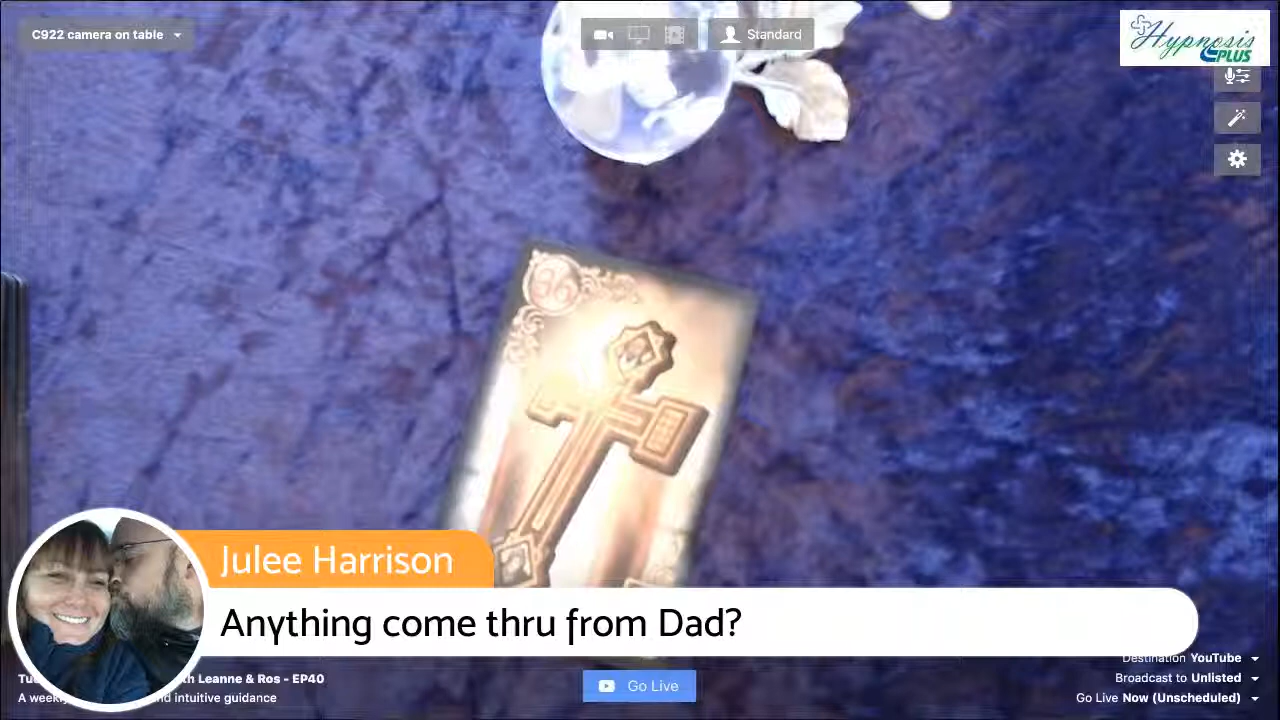 C922 camera on table
Standard
Hypnosis
PLUS
36
Julee Harrison
Anything come thru from Dad?
Destination YouTube
th Leanne & Ros - EP40
Go Live
Broadcast to Unlisted
nd intuitive guidance
Go Live Now (Unscheduled)